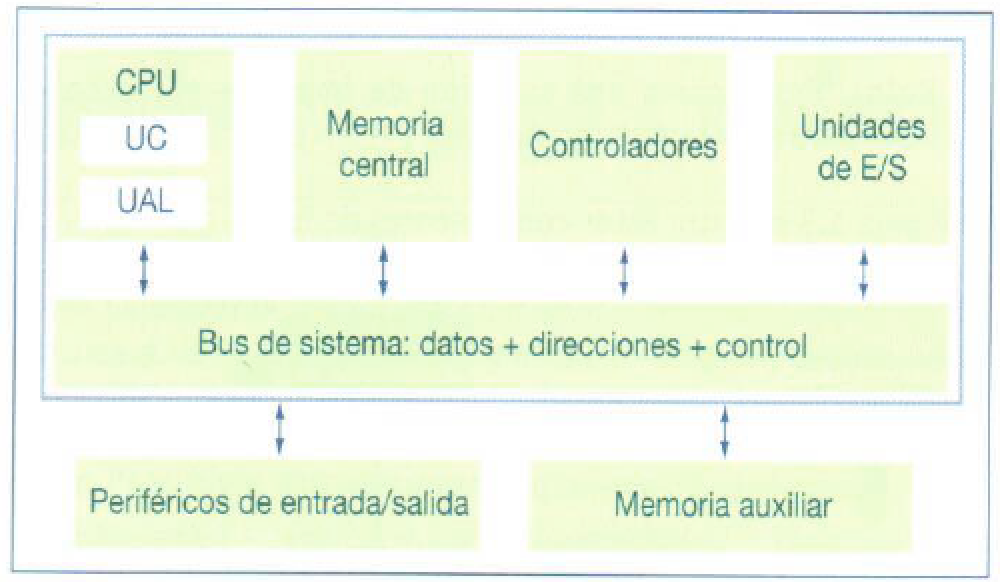 CPU
UC
UAL
Memoria
central
Controladores
Unidades
de E/S
Bus de sistema: datos + direcciones + control
Periféricos de entrada/salida
Memoria auxiliar